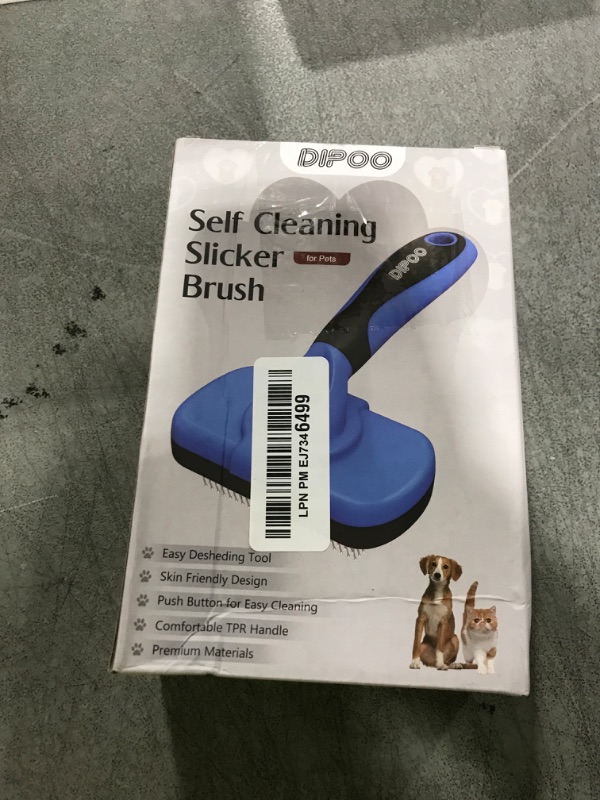 DIPOO
Self Cleaning
Slicker for Pets
Brush
DIPOO
LPN PM EJ7346499
Easy Desheding Tool
Skin Friendly Design
Push Button for Easy Cleaning
Comfortable TPR Handle
Premium Materials